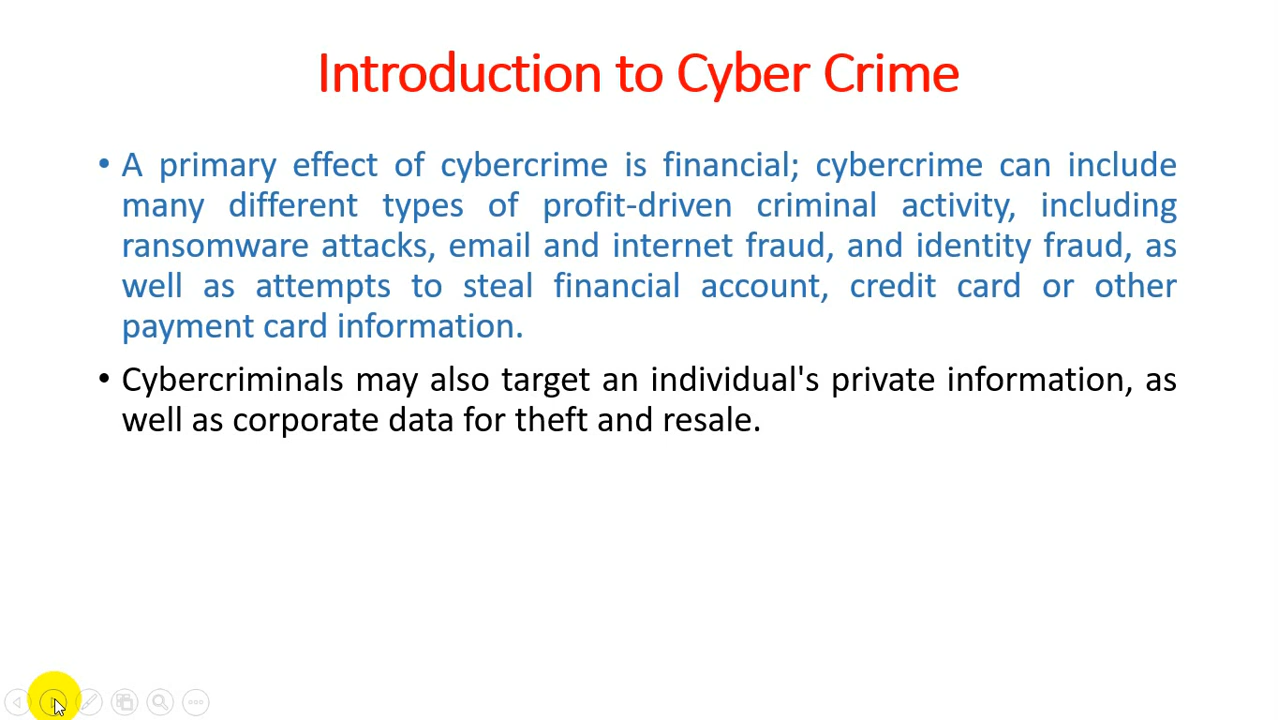 Introduction to Cyber Crime
• A primary effect of cybercrime is financial; cybercrime can include
many different types of profit-driven criminal activity, including
ransomware attacks, email and internet fraud, and identity fraud, as
well as attempts to steal financial account, credit card or other
payment card information.
• Cybercriminals may also target an individual's private information, as
well as corporate data for theft and resale.